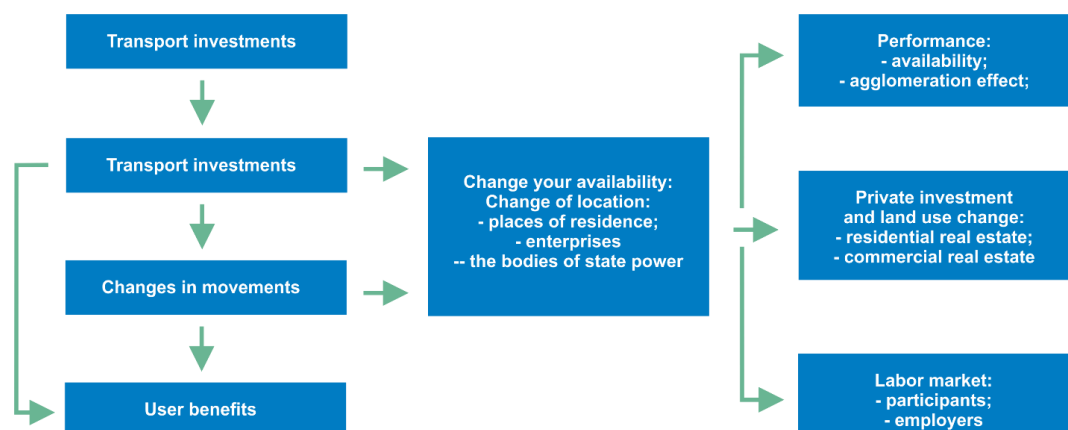 Transport investments
Transport investments
Changes in movements
User benefits
Change your availability:
Change of location:
- places of residence;
- enterprises
-- the bodies of state power
Performance:
- availability;
- agglomeration effect;
Private investment
and land use change:
- residential real estate;
- commercial real estate
Labor market:
- participants;
- employers